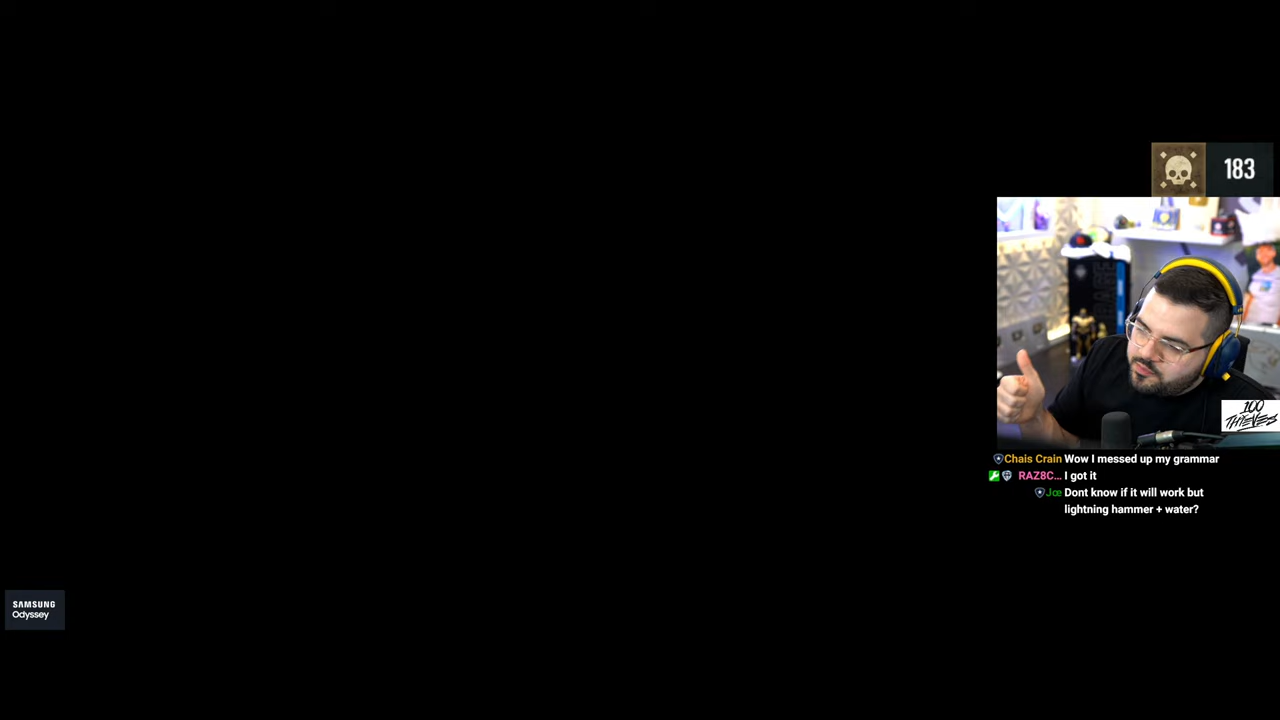 183
100
THIEVES
Chais Crain Wow I messed up my grammar
RAZ8C... I got it
Joe Dont know if it will work but
lightning hammer + water?
SAMSUNG
Odyssey